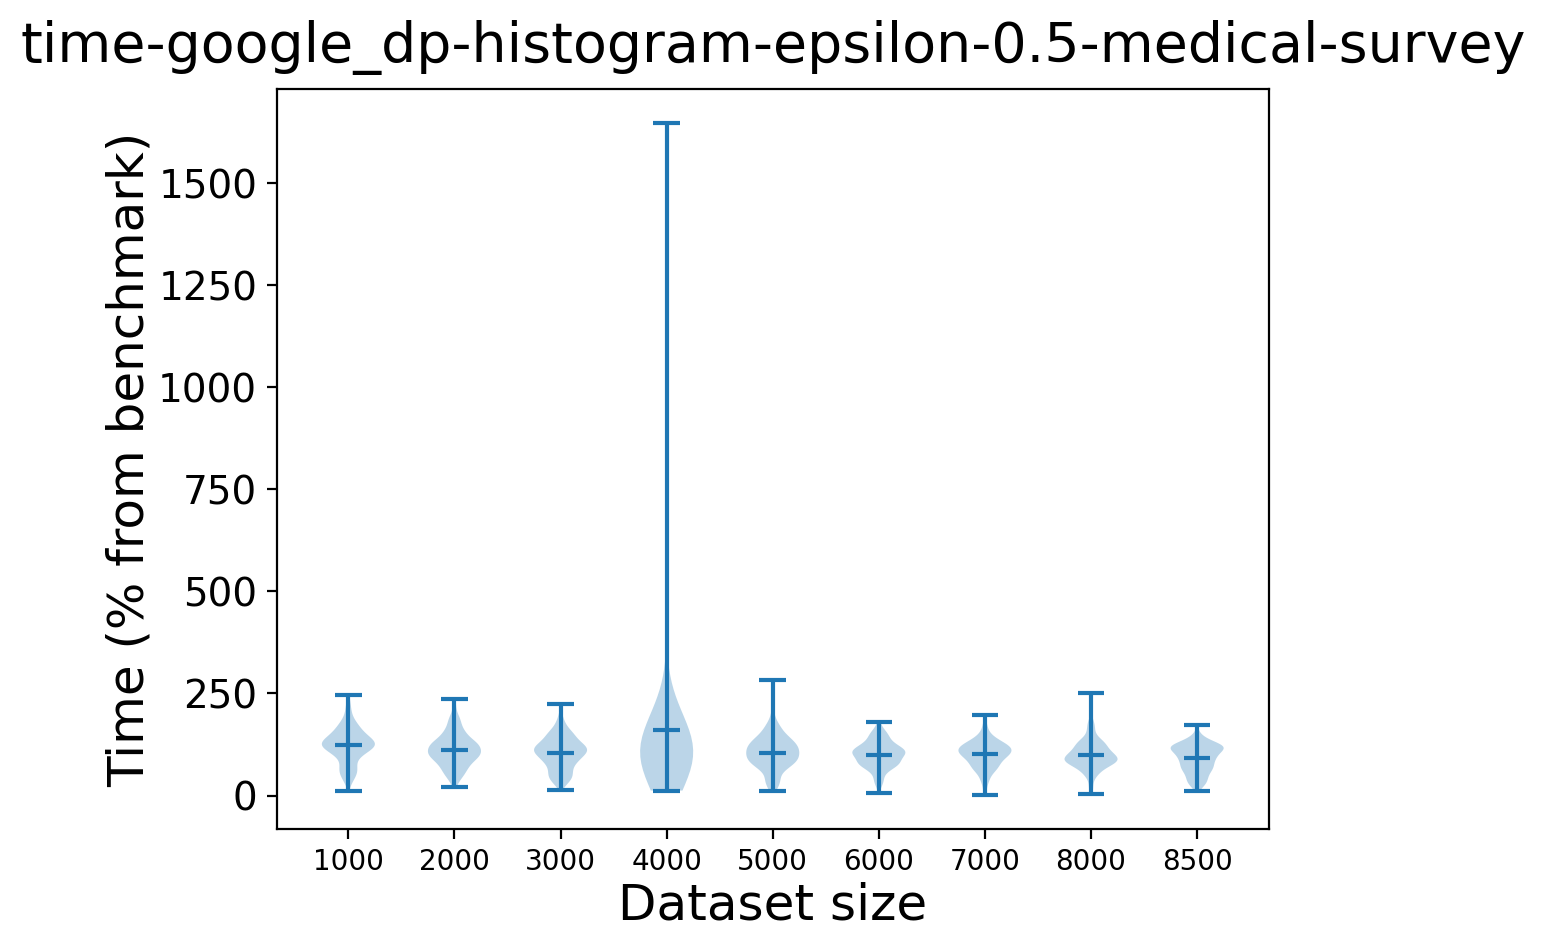 time-google_dp-histogram-epsilon-0.5-medical-survey
Time (% from benchmark)
1500
1250
1000
750
500
250
0
1000 2000 3000 4000 5000 6000 7000 8000 8500
Dataset size